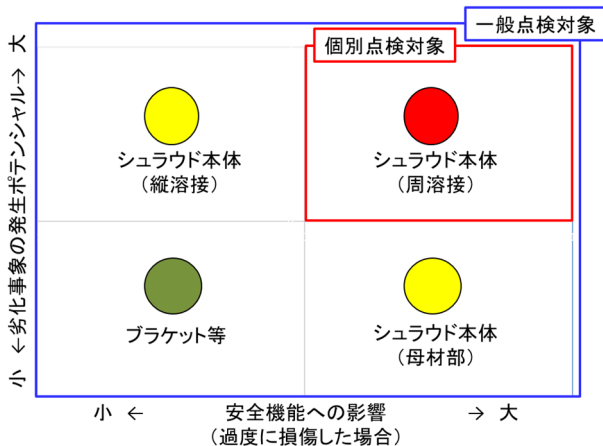 一般点検対象
個別点検対象
大
小 ←劣化事象の発生ポテンシャル→ 大
シュラウド本体
（縦溶接）
シュラウド本体
（周溶接）
ブラケット等
シュラウド本体
（母材部）
小 ← 安全機能への影響 → 大
（過度に損傷した場合）